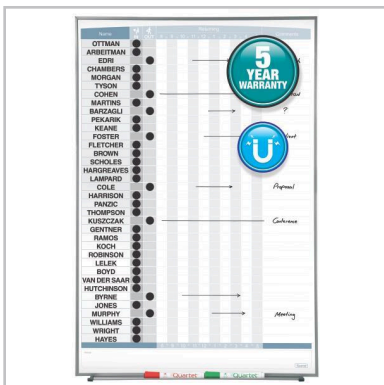 Name
OTTMAN
ARBEITMAN
EDRI
CHAMBERS
MORGAN
TYSON
COHEN
MARTINS
BARZAGLI ?
PEKARIK
KEANE
FOSTER
FLETCHER
BROWN
SCHOLES
HARGREAVES
LAMPARD
COLE Proposal
HARRISON
PANZIC
THOMPSON
KUSZCZAK Conference
GENTNER
RAMOS
KOCH
ROBINSON
LELEK
BOYD
VAN DER SAAR
HUTCHINSON
BYRNE
JONES
MURPHY Meeting
WILLIAMS
WRIGHT
HAYES
5
YEAR
WARRANTY
Quartet Quartet